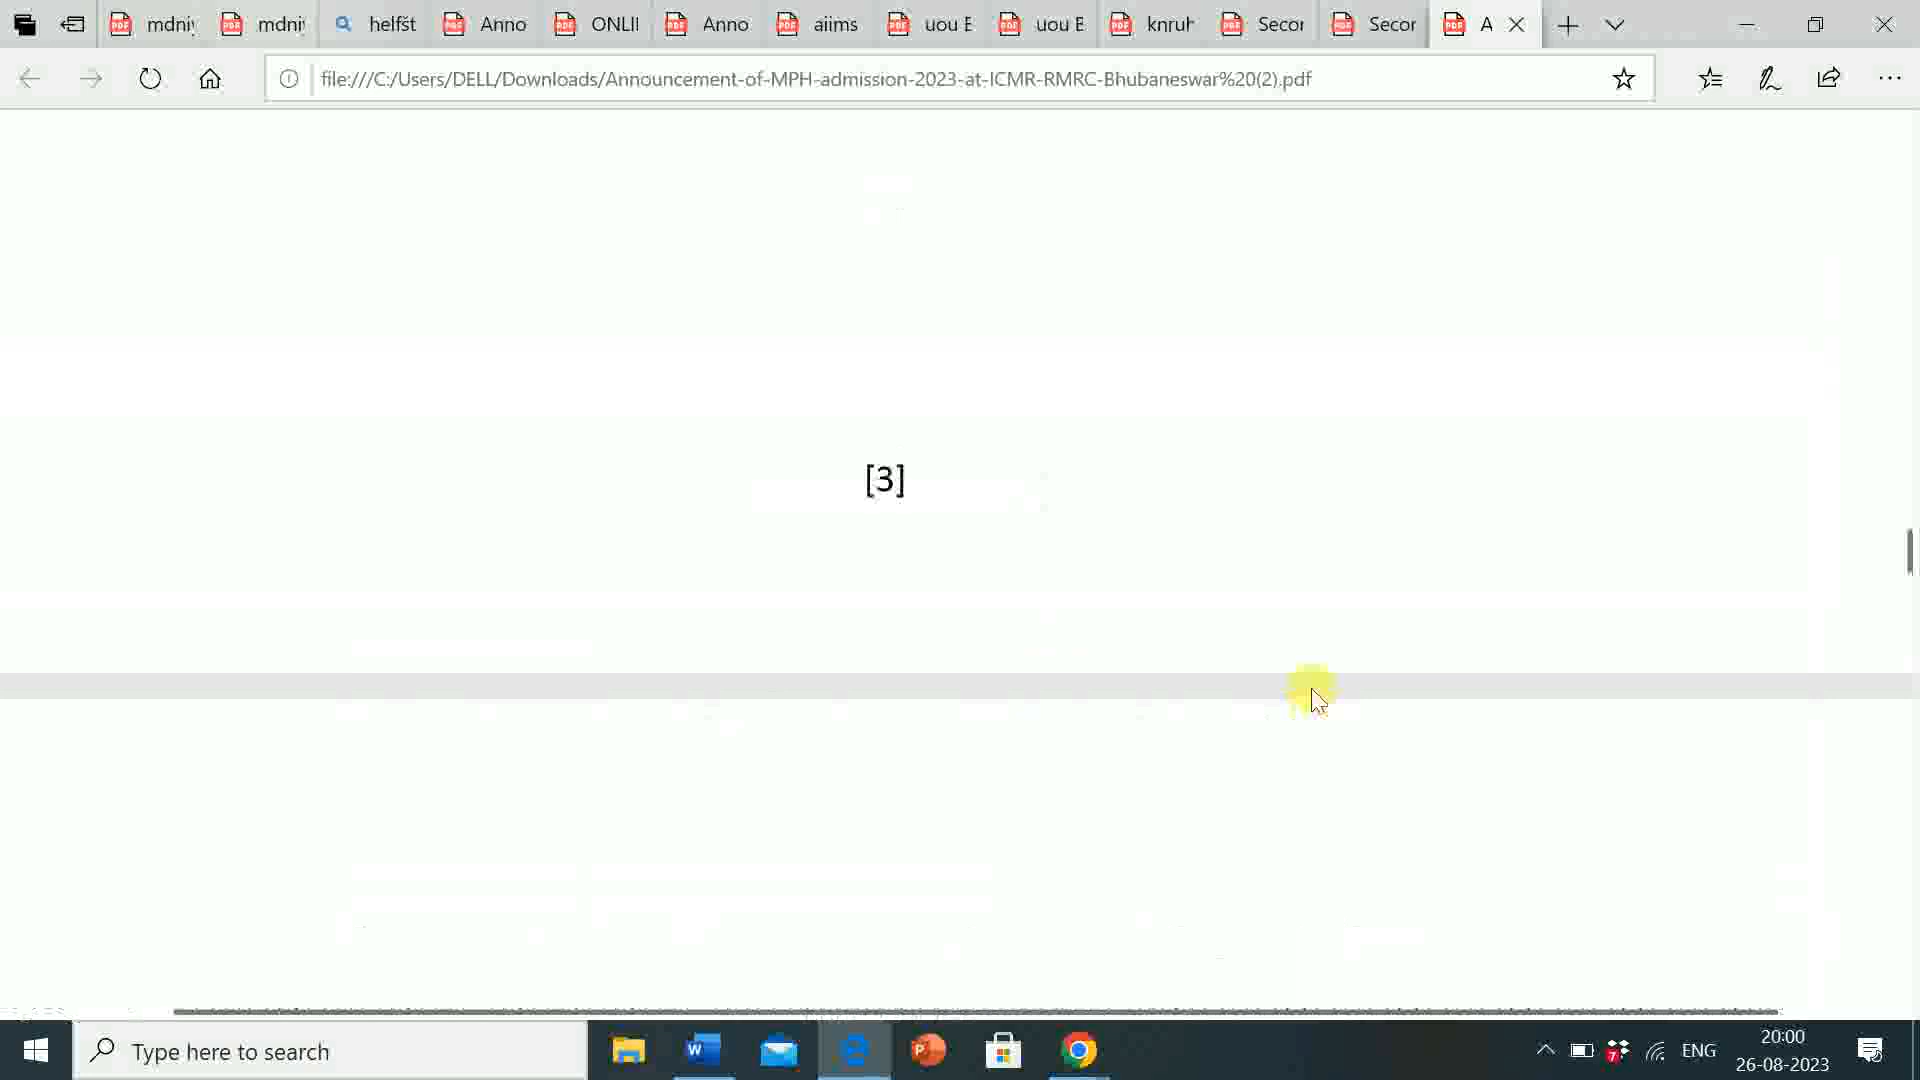 mdniy
mdniy
helfst
Anno
ONLII
Anno
aiims
uou E
uou E
knruh
Secor
Secor
A
file:///C:/Users/DELL/Downloads/Announcement-of-MPH-admission-2023-at-ICMR-RMRC-Bhubaneswar%20(2).pdf
[3]
Type here to search
7
ENG
20:00
26-08-2023